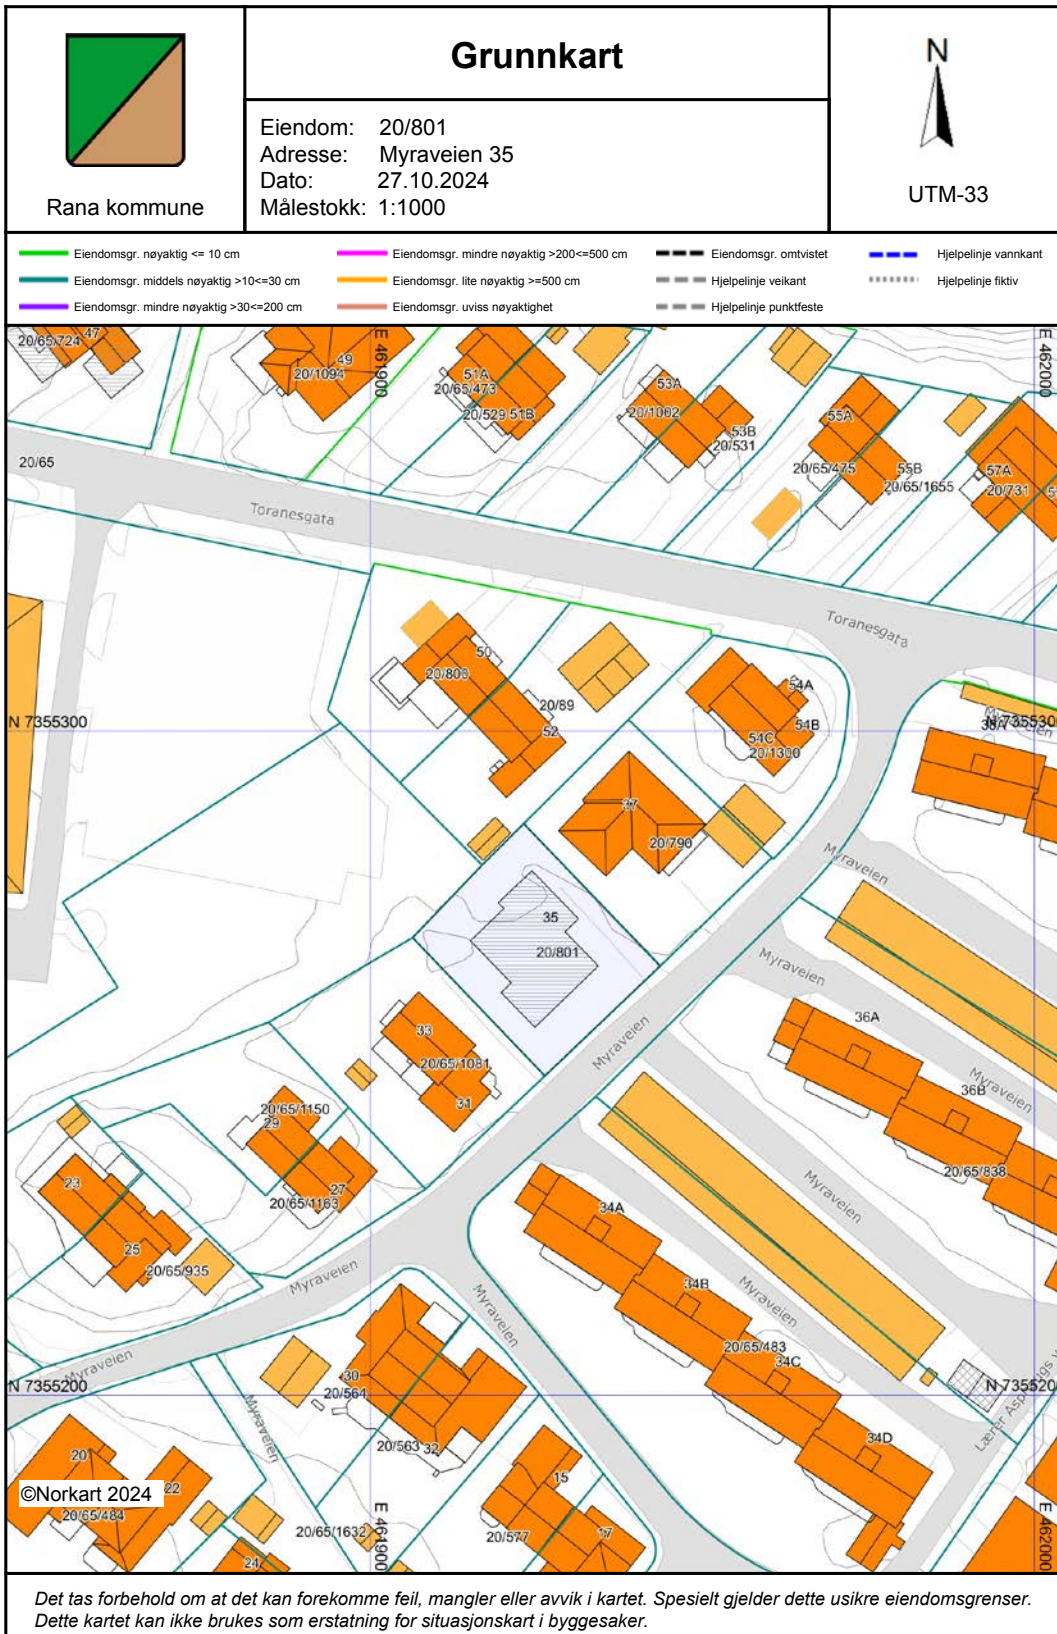 Grunnkart
Rana kommune
Eiendom: 20/801
Adresse: Myraveien 35
Dato: 27.10.2024
Målestokk: 1:1000
N
UTM-33
Eiendomsgr. nøyaktig <= 10 cm
Eiendomsgr. mindre nøyaktig >200<=500 cm
Eiendomsgr. omtvistet
Hjelpelinje vannkant
Eiendomsgr. middels nøyaktig >10<=30 cm
Eiendomsgr. lite nøyaktig >=500 cm
Hjelpelinje veikant
Hjelpelinje fiktiv
Eiendomsgr. mindre nøyaktig >30<=200 cm
Eiendomsgr. uviss nøyaktighet
Hjelpelinje punktfeste
20/65/724
47
49
20/1094
E 461900
51A
20/65/473
20/529
51B
53A
20/1002
53B
20/531
55A
20/65/475
55B
20/65/1655
57A
20/731
E 462000
20/65
Toranesgata
Toranesgata
50
20/800
20/89
52
54A
54B
54C
20/1300
N 7355300
N 7355300
Myraveien
38A
37
20/790
Myraveien
35
20/801
Myraveien
36A
Myraveien
33
20/65/1081
31
Myraveien
36B
20/65/838
20/65/1150
29
27
20/65/1163
23
25
20/65/935
Myraveien
34A
Myraveien
Myraveien
34B
Myraveien
20/65/483
34C
34D
Myraveien
N 7355200
N 7355200
Myraveien
30
20/564
20/563
32
20
22
20/65/484
©Norkart 2024
24
20/65/1632
E 461900
15
20/577
17
E 462000
Det tas forbehold om at det kan forekomme feil, mangler eller avvik i kartet. Spesielt gjelder dette usikre eiendomsgrenser.
Dette kartet kan ikke brukes som erstatning for situasjonskart i byggesaker.